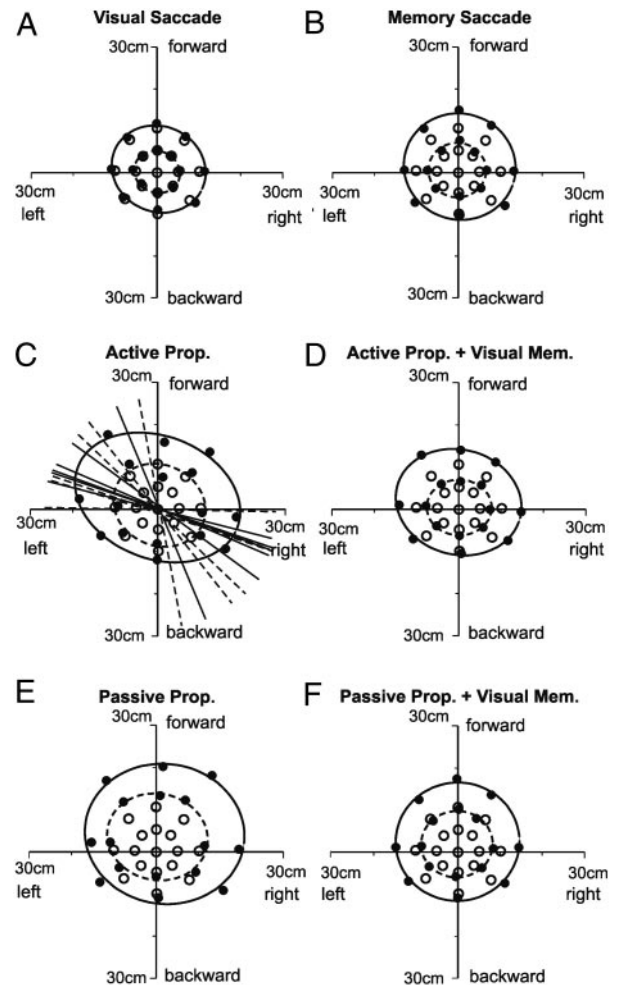 A
Visual Saccade
30cm
forward
30cm
left
30cm
right
30cm
backward
B
Memory Saccade
30cm
forward
30cm
left
30cm
right
30cm
backward
C
Active Prop.
30cm
forward
30cm
left
30cm
right
30cm
backward
D
Active Prop. + Visual Mem.
30cm
forward
30cm
left
30cm
right
30cm
backward
E
Passive Prop.
30cm
forward
30cm
left
30cm
right
30cm
backward
F
Passive Prop. + Visual Mem.
30cm
forward
30cm
left
30cm
right
30cm
backward